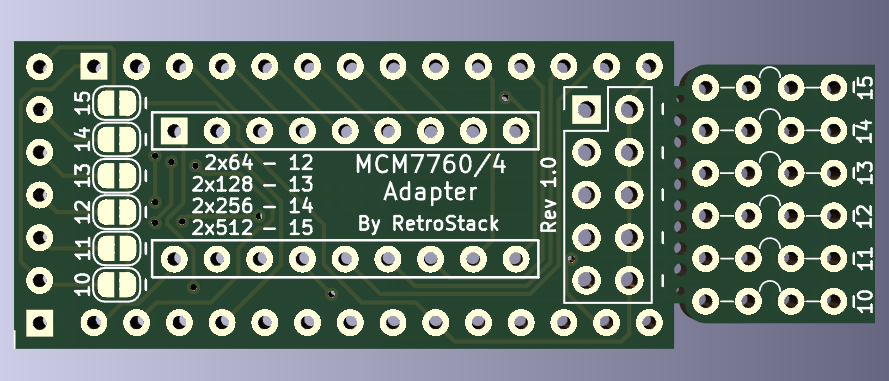 15
14
13
12
11
10
2x64 - 12
2x128 - 13
2x256 - 14
2x512 - 15
MCM7760/4
Adapter
By RetroStack
Rev 1.0
15
14
13
12
11
10